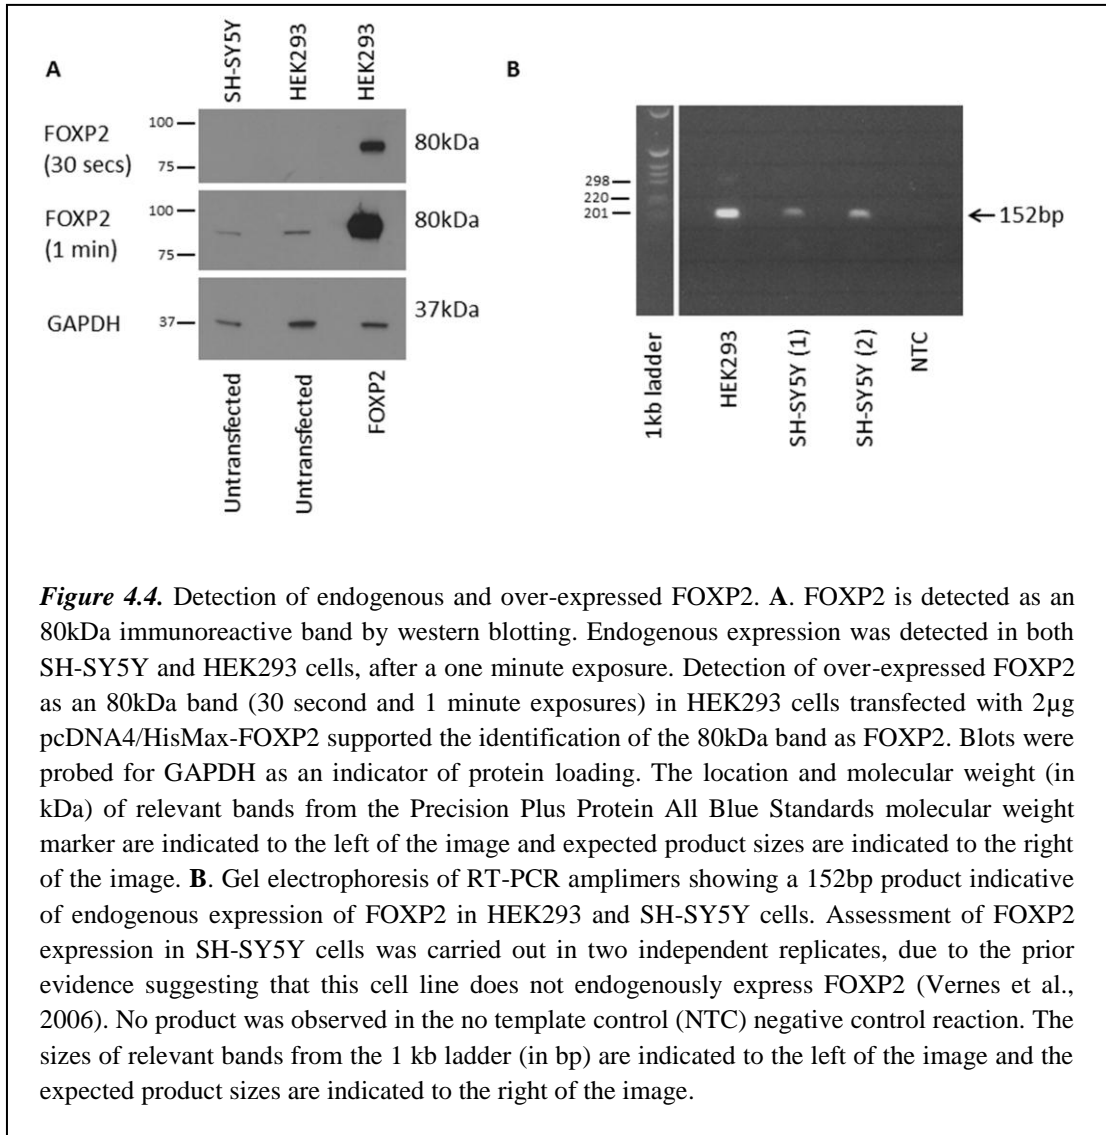 A
SH-SY5Y
HEK293
HEK293
FOXP2
(30 secs)
100
75
80kDa
FOXP2
(1 min)
100
75
80kDa
GAPDH
37
37kDa
Untransfected
Untransfected
FOXP2
B
298
220
201
←152bp
1kb ladder
HEK293
SH-SY5Y (1)
SH-SY5Y (2)
NTC
Figure 4.4. Detection of endogenous and over-expressed FOXP2. A. FOXP2 is detected as an
80kDa immunoreactive band by western blotting. Endogenous expression was detected in both
SH-SY5Y and HEK293 cells, after a one minute exposure. Detection of over-expressed FOXP2
as an 80kDa band (30 second and 1 minute exposures) in HEK293 cells transfected with 2µg
pcDNA4/HisMax-FOXP2 supported the identification of the 80kDa band as FOXP2. Blots were
probed for GAPDH as an indicator of protein loading. The location and molecular weight (in
kDa) of relevant bands from the Precision Plus Protein All Blue Standards molecular weight
marker are indicated to the left of the image and expected product sizes are indicated to the right
of the image. B. Gel electrophoresis of RT-PCR amplimers showing a 152bp product indicative
of endogenous expression of FOXP2 in HEK293 and SH-SY5Y cells. Assessment of FOXP2
expression in SH-SY5Y cells was carried out in two independent replicates, due to the prior
evidence suggesting that this cell line does not endogenously express FOXP2 (Vernes et al.,
2006). No product was observed in the no template control (NTC) negative control reaction. The
sizes of relevant bands from the 1 kb ladder (in bp) are indicated to the left of the image and the
expected product sizes are indicated to the right of the image.